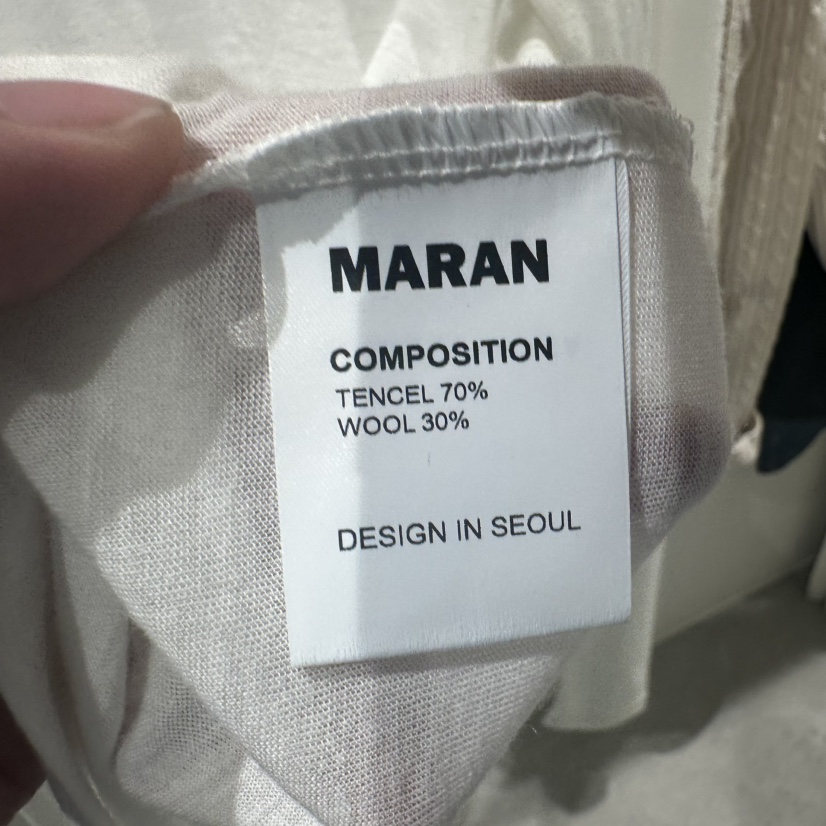 MARAN
COMPOSITION
TENCEL 70%
WOOL 30%
DESIGN IN SEOUL